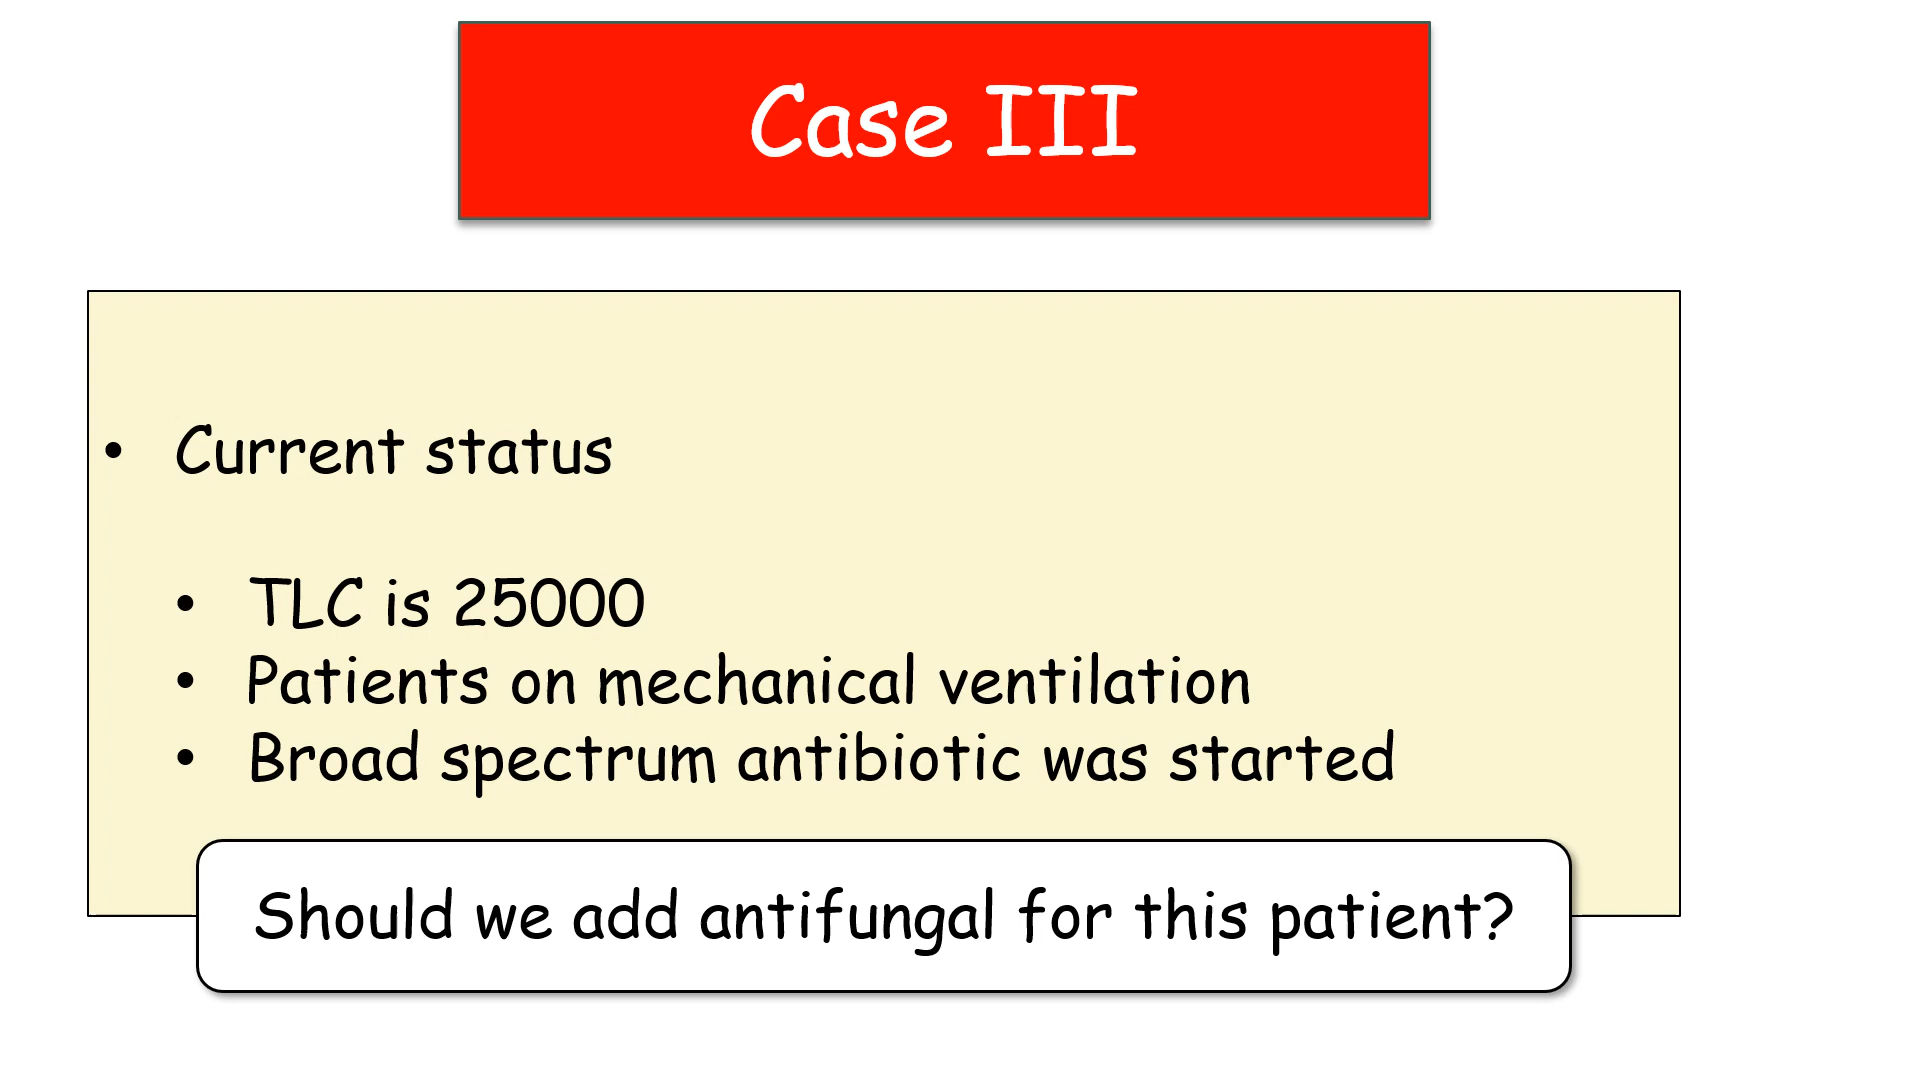 Case III
• Current status
• TLC is 25000
• Patients on mechanical ventilation
• Broad spectrum antibiotic was started
Should we add antifungal for this patient?